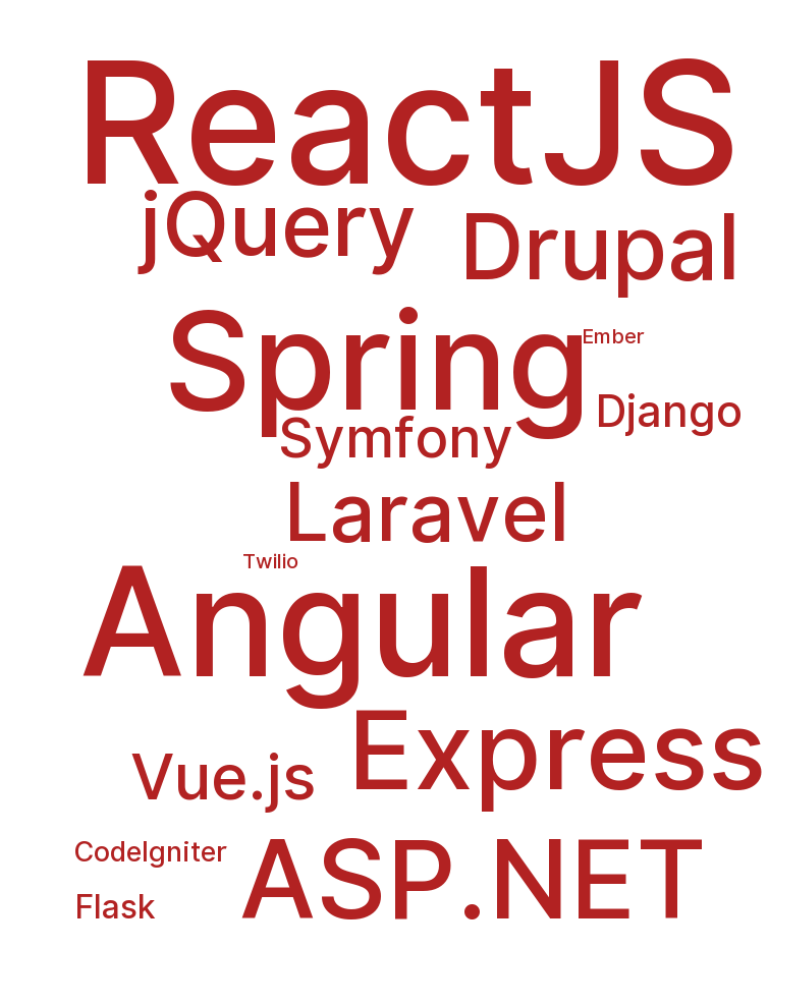 ReactJS
jQuery
Drupal
Spring
Ember
Django
Symfony
Laravel
Twilio
Angular
Express
Vue.js
CodeIgniter
ASP.NET
Flask